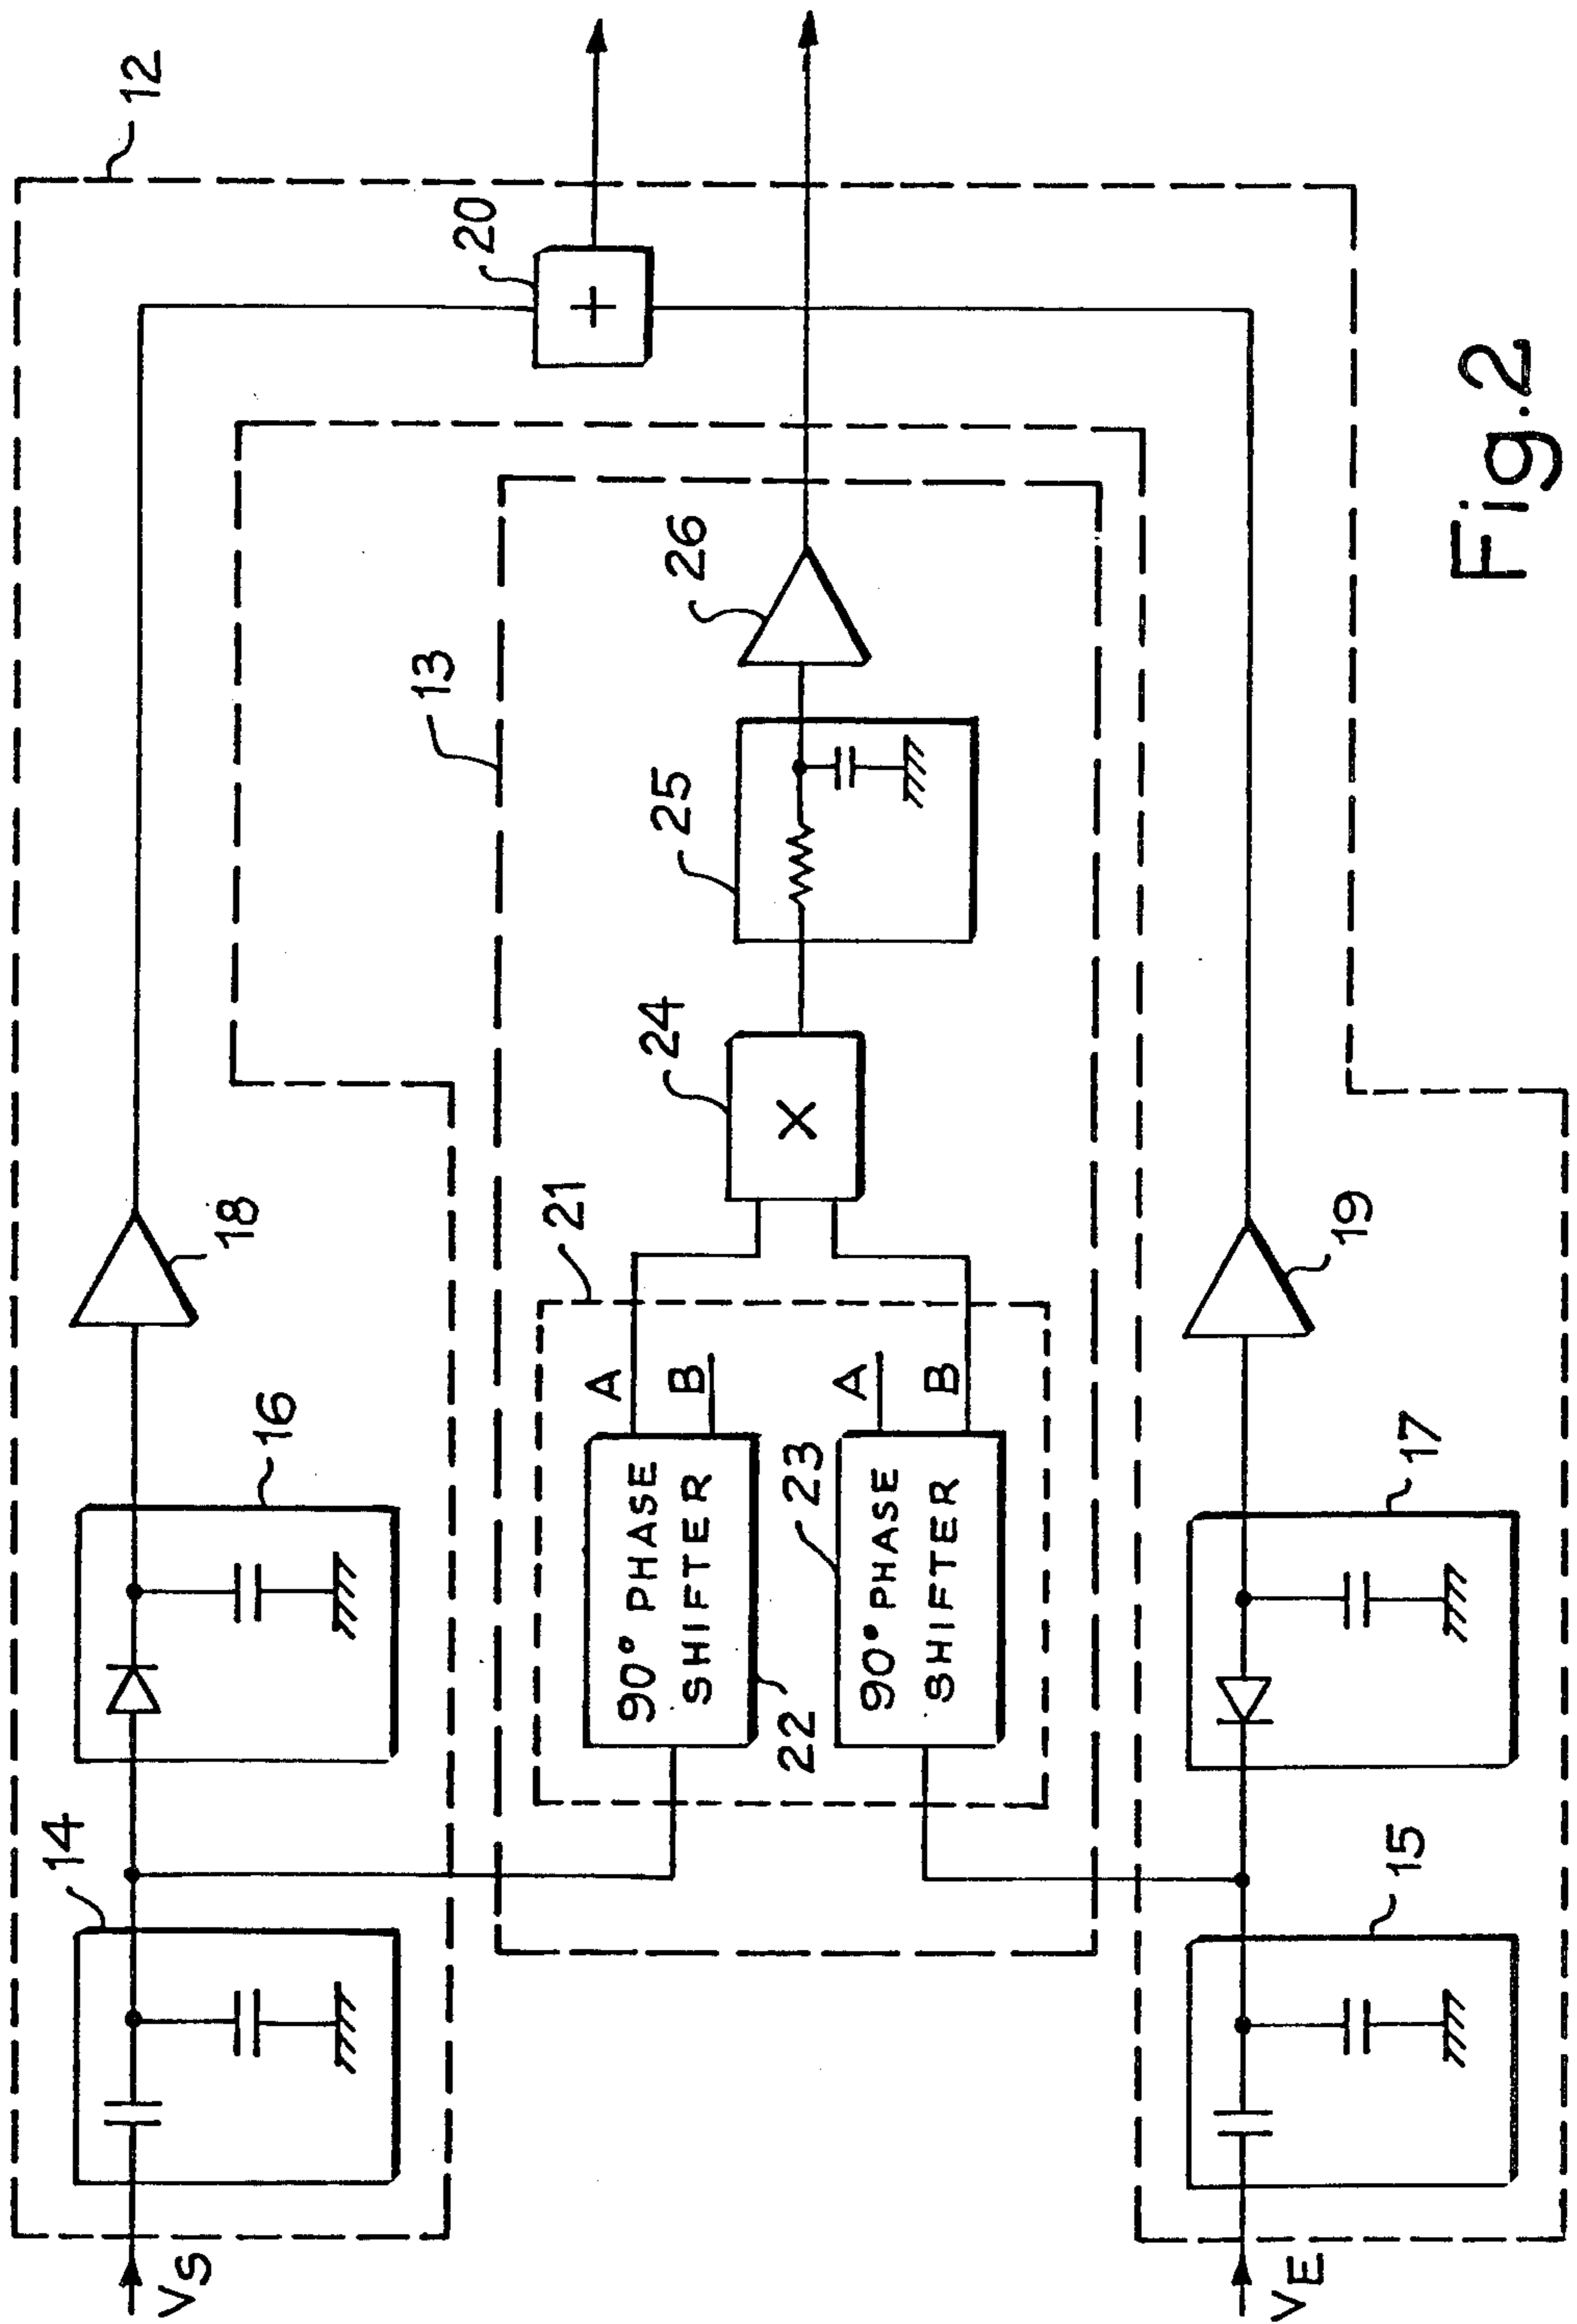 12
20
18
14
16
13
26
25
24
21
A
B
90° PHASE
SHIFTER
22
23
A
B
90° PHASE
SHIFTER
19
15
17
VS
VE
+
X
Fig.2